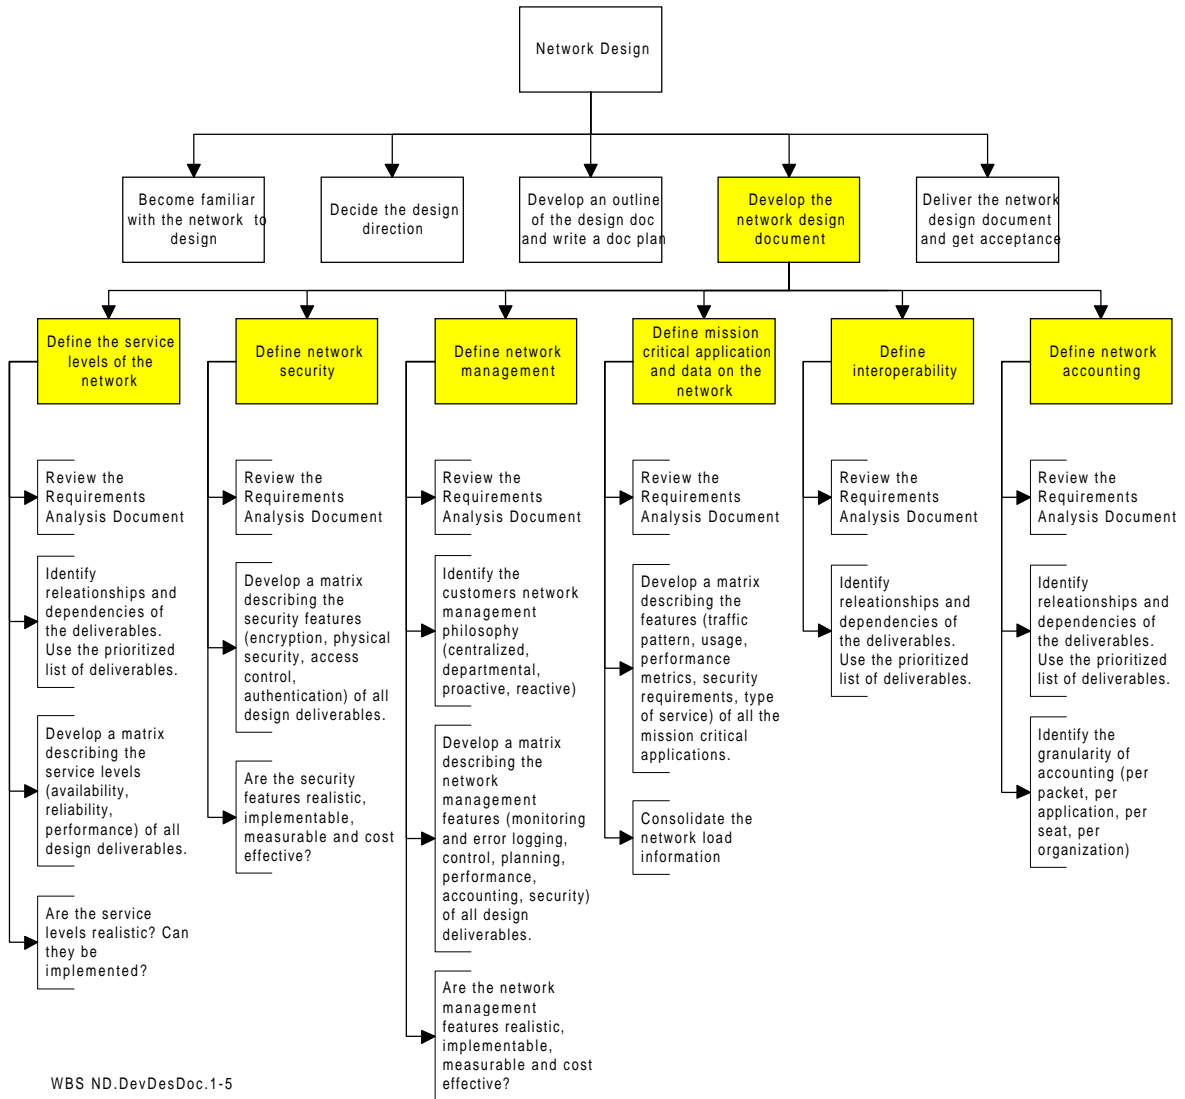 Network Design
Become familiar
with the network to
design
Decide the design
direction
Develop an outline
of the design doc
and write a doc plan
Develop the
network design
document
Deliver the network
design document
and get acceptance
Define the service
levels of the
network
Define network
security
Define network
management
Define mission
critical application
and data on the
network
Define
interoperability
Define network
accounting
Review the
Requirements
Analysis Document
Identify
releationships and
dependencies of
the deliverables.
Use the prioritized
list of deliverables.
Develop a matrix
describing the
service levels
(availability,
reliability,
performance) of all
design deliverables.
Are the service
levels realistic? Can
they be
implemented?
Review the
Requirements
Analysis Document
Develop a matrix
describing the
security features
(encryption, physical
security, access
control,
authentication) of all
design deliverables.
Are the security
features realistic,
implementable,
measurable and cost
effective?
Review the
Requirements
Analysis Document
Identify the
customers network
management
philosophy
(centralized,
departmental,
proactive, reactive)
Develop a matrix
describing the
network
management
features (monitoring
and error logging,
control, planning,
performance,
accounting, security)
of all design
deliverables.
Are the network
management
features realistic,
implementable,
measurable and cost
effective?
Review the
Requirements
Analysis Document
Develop a matrix
describing the
features (traffic
pattern, usage,
performance
metrics, security
requirements, type
of service) of all the
mission critical
applications.
Consolidate the
network load
information
Review the
Requirements
Analysis Document
Identify
releationships and
dependencies of
the deliverables.
Use the prioritized
list of deliverables.
Review the
Requirements
Analysis Document
Identify
releationships and
dependencies of
the deliverables.
Use the prioritized
list of deliverables.
Identify the
granularity of
accounting (per
packet, per
application, per
seat, per
organization)
WBS ND.DevDesDoc.1-5